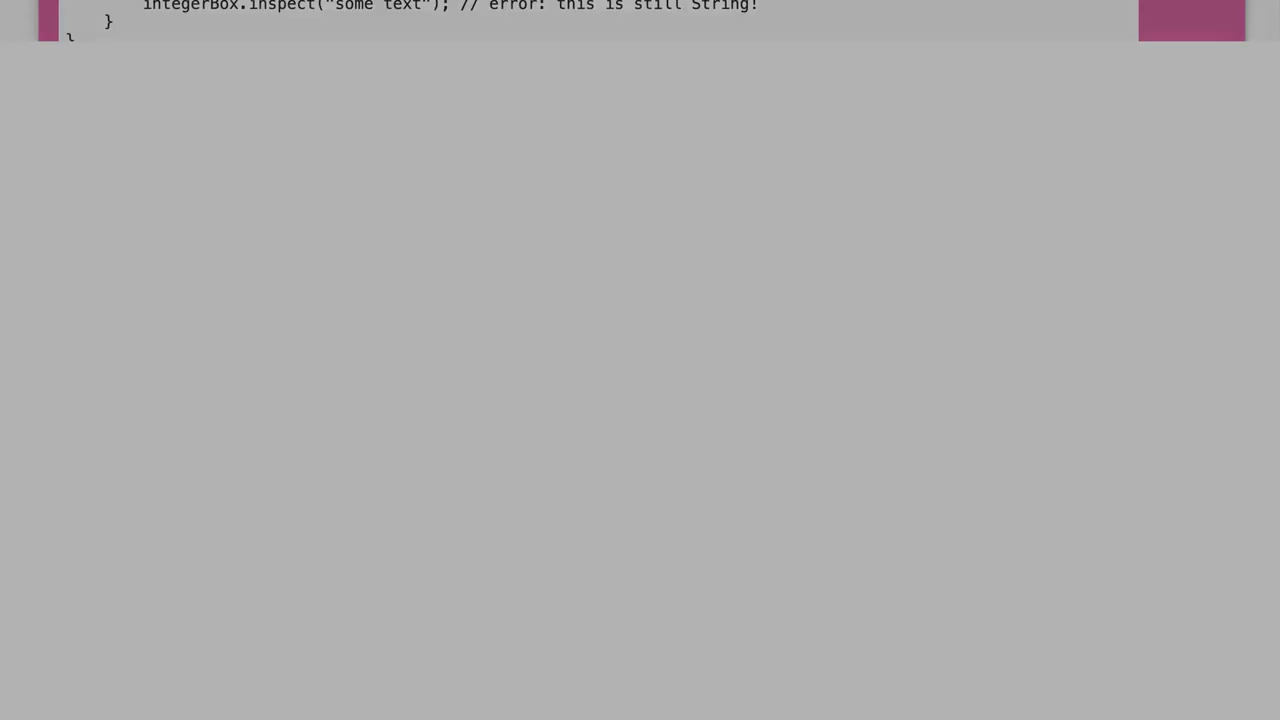 integerBox.inspect("some text"); // error: this is still String!
}
}